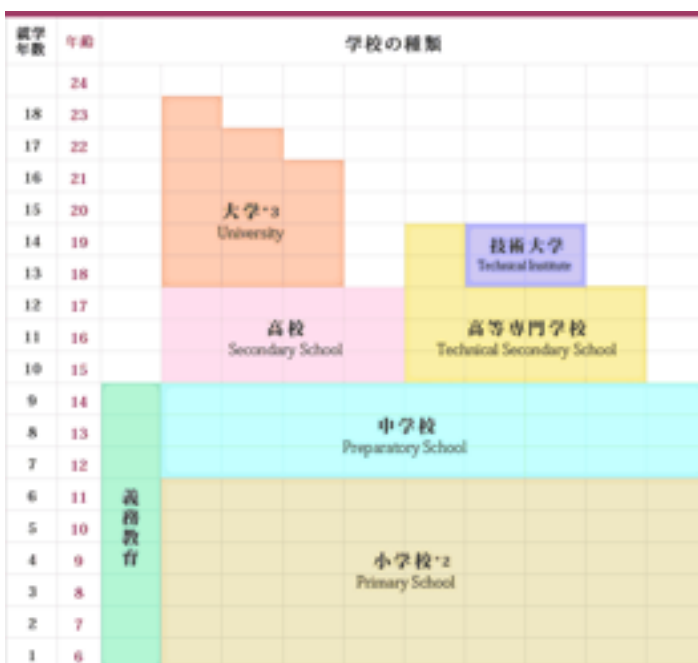 就学
年数
年齢
学校の種類
24
18 23
17 22
16 21
15 20
大学*3
University
14 19
技術大学
Technical Institute
13 18
12 17
高校
高等専門学校
11 16
Secondary School
Technical Secondary School
10 15
9 14
中学校
8 13
Preparatory School
7 12
6 11
義務教育
5 10
4 9
小学校*2
Primary School
3 8
2 7
1 6